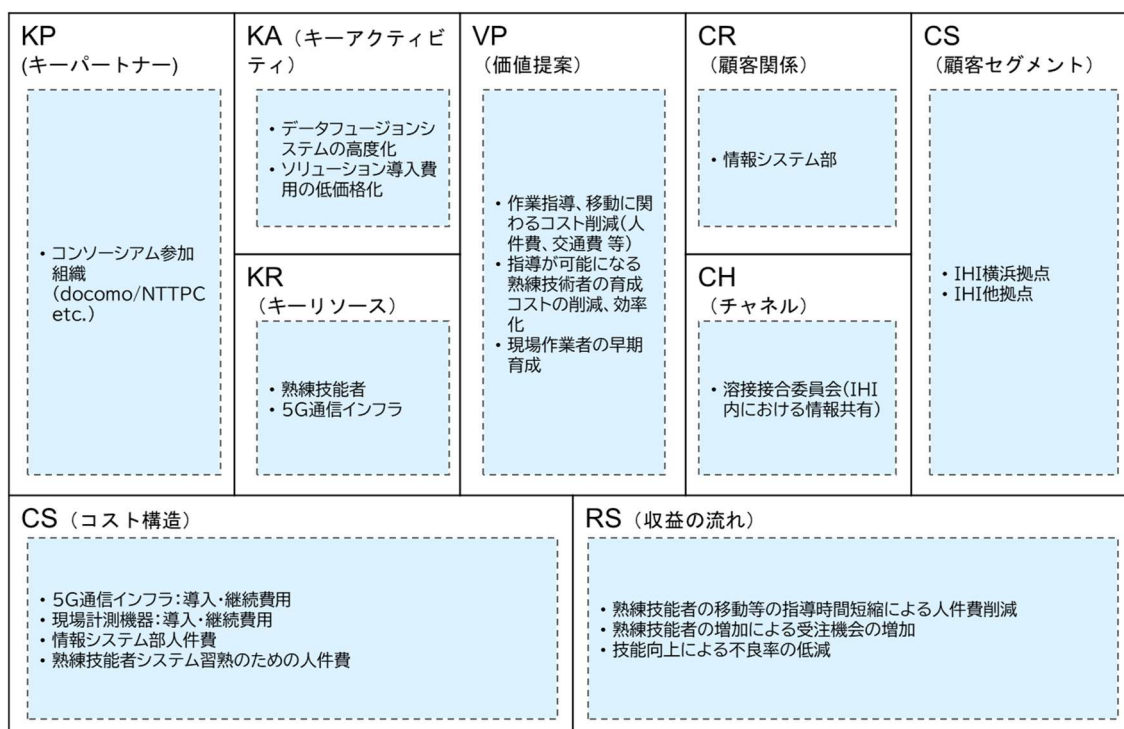 KP
(キーパートナー)
・コンソーシアム参加
組織
(docomo/NTTPC
etc.)
KA（キーアクティビ
ティ）
・データフュージョンシ
ステムの高度化
・ソリューション導入費
用の低価格化
KR
（キーリソース）
・熟練技能者
・5G通信インフラ
VP
（価値提案）
・作業指導、移動に関
わるコスト削減(人
件費、交通費 等)
・指導が可能になる
熟練技術者の育成
コストの削減、効率
化
・現場作業者の早期
育成
CR
（顧客関係）
・情報システム部
CH
（チャネル）
・溶接接合委員会(IHI
内における情報共有)
CS
（顧客セグメント）
・IHI横浜拠点
・IHI他拠点
CS（コスト構造）
・5G通信インフラ：導入・継続費用
・現場計測機器：導入・継続費用
・情報システム部人件費
・熟練技能者システム習熟のための人件費
RS（収益の流れ）
・熟練技能者の移動等の指導時間短縮による人件費削減
・熟練技能者の増加による受注機会の増加
・技能向上による不良率の低減